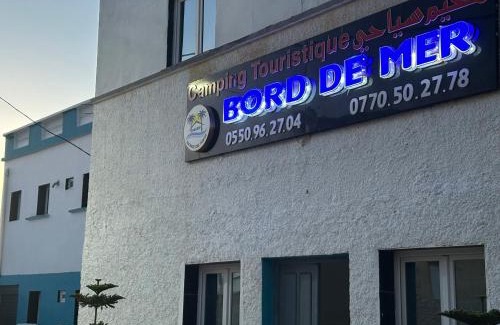 مخيم سياحي
Camping Touristique
BORD DE MER
0550.96.27.04
0770.50.27.78